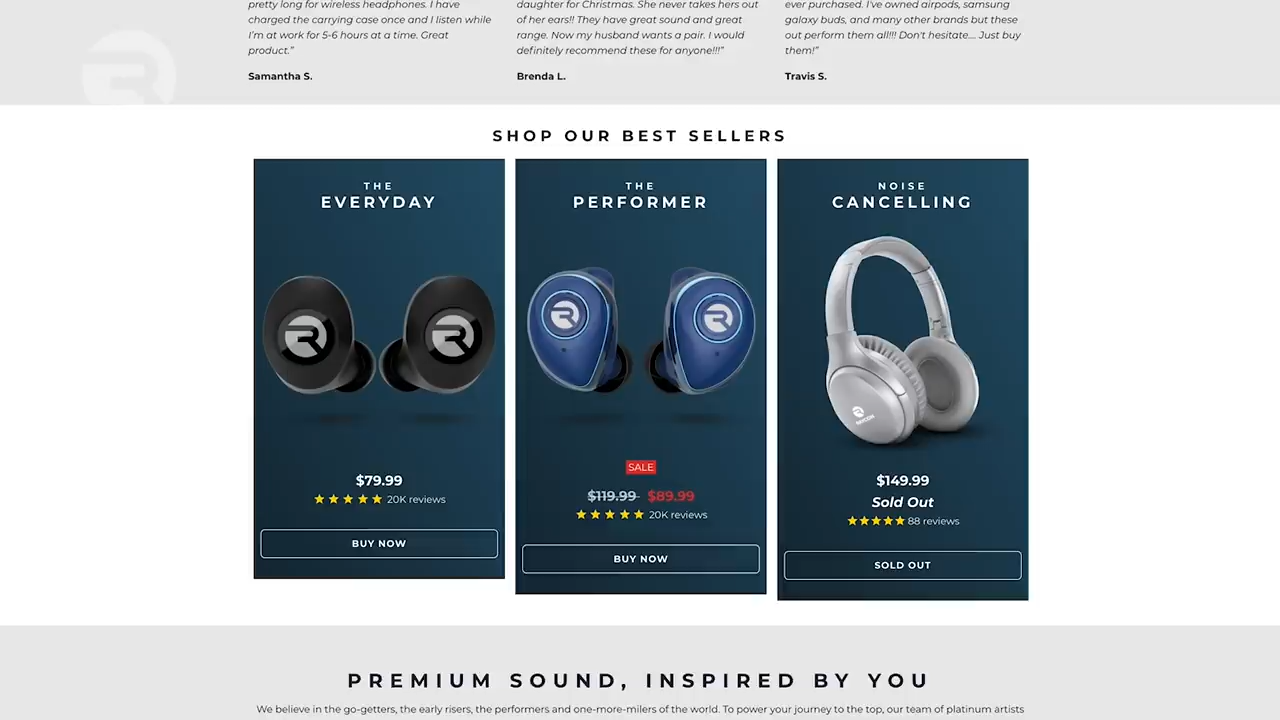 pretty long for wireless headphones. I have
charged the carrying case once and I listen while
I'm at work for 5-6 hours at a time. Great
product.”
Samantha S.
daughter for Christmas. She never takes hers out
of her ears!! They have great sound and great
range. Now my husband wants a pair. I would
definitely recommend these for anyone!!!”
Brenda L.
ever purchased. I've owned airpods, samsung
galaxy buds, and many other brands but these
out perform them all!!! Don't hesitate.... Just buy
them!”
Travis S.
SHOP OUR BEST SELLERS
THE
EVERYDAY
$79.99
20K reviews
BUY NOW
THE
PERFORMER
SALE
$119.99 $89.99
20K reviews
BUY NOW
NOISE
CANCELLING
RAYCON
$149.99
Sold Out
88 reviews
SOLD OUT
PREMIUM SOUND, INSPIRED BY YOU
We believe in the go-getters, the early risers, the performers and one-more-milers of the world. To power your journey to the top, our team of platinum artists